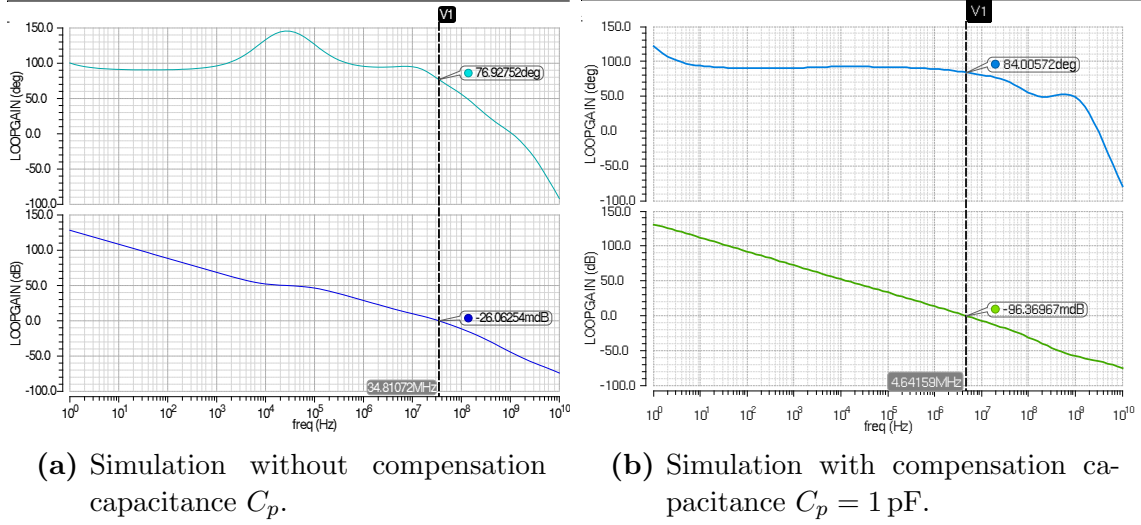 V1
150.0
100.0
50.0
0.0
-50.0
-100.0
LOOPGAIN (deg)
76.92752deg
150.0
100.0
50.0
0.0
-50.0
-100.0
LOOPGAIN (dB)
-26.06254mdB
34.81072MHz
10^0 10^1 10^2 10^3 10^4 10^5 10^6 10^7 10^8 10^9 10^10
freq (Hz)
(a) Simulation without compensation
capacitance C_p.
V1
150.0
100.0
50.0
0.0
-50.0
-100.0
LOOPGAIN (deg)
84.00572deg
150.0
100.0
50.0
0.0
-50.0
-100.0
LOOPGAIN (dB)
-96.36967mdB
4.64159MHz
10^0 10^1 10^2 10^3 10^4 10^5 10^6 10^7 10^8 10^9 10^10
freq (Hz)
(b) Simulation with compensation ca-
pacitance C_p = 1 pF.